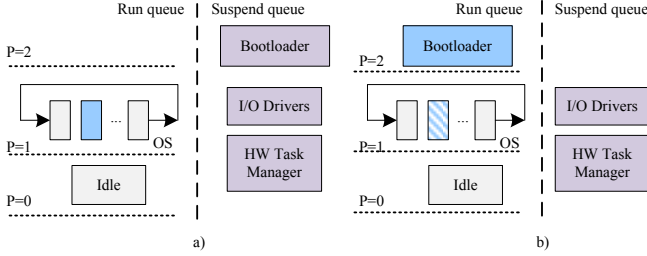 Run queue
Suspend queue
P=2
Bootloader
I/O Drivers
...
OS
P=1
HW Task
Manager
Idle
P=0
a)
Run queue
Suspend queue
P=2
Bootloader
I/O Drivers
...
OS
P=1
HW Task
Manager
Idle
P=0
b)